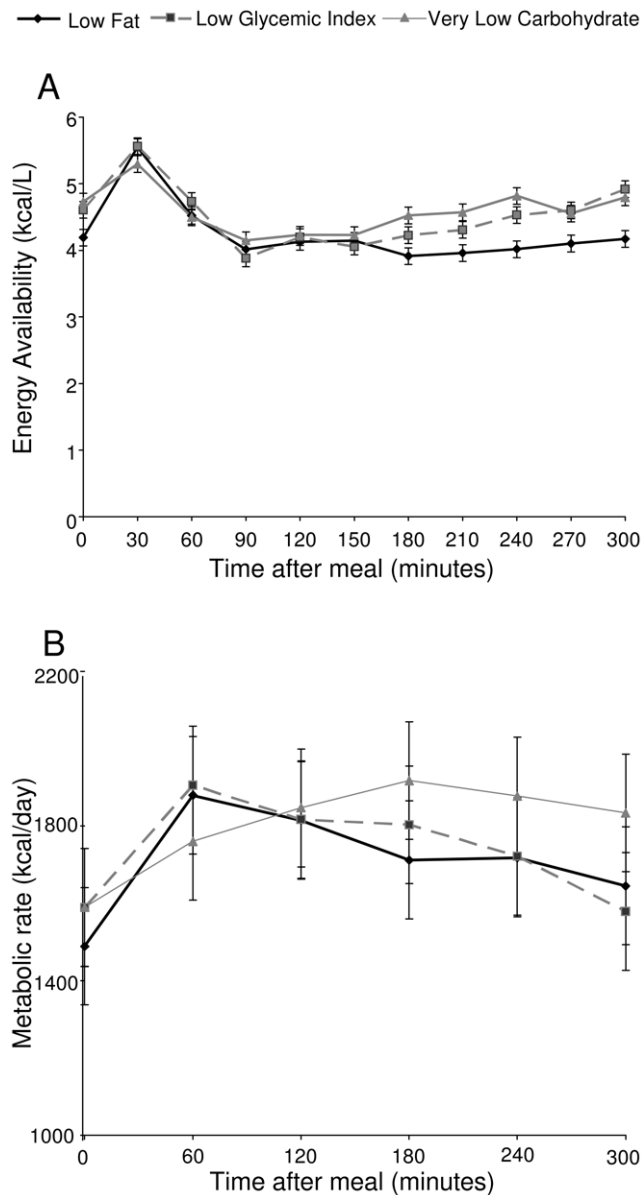 Low Fat Low Glycemic Index Very Low Carbohydrate
A
Energy Availability (kcal/L)
6
5
4
3
2
1
0
0 30 60 90 120 150 180 210 240 270 300
Time after meal (minutes)
B
Metabolic rate (kcal/day)
2200
1800
1400
1000
0 60 120 180 240 300
Time after meal (minutes)